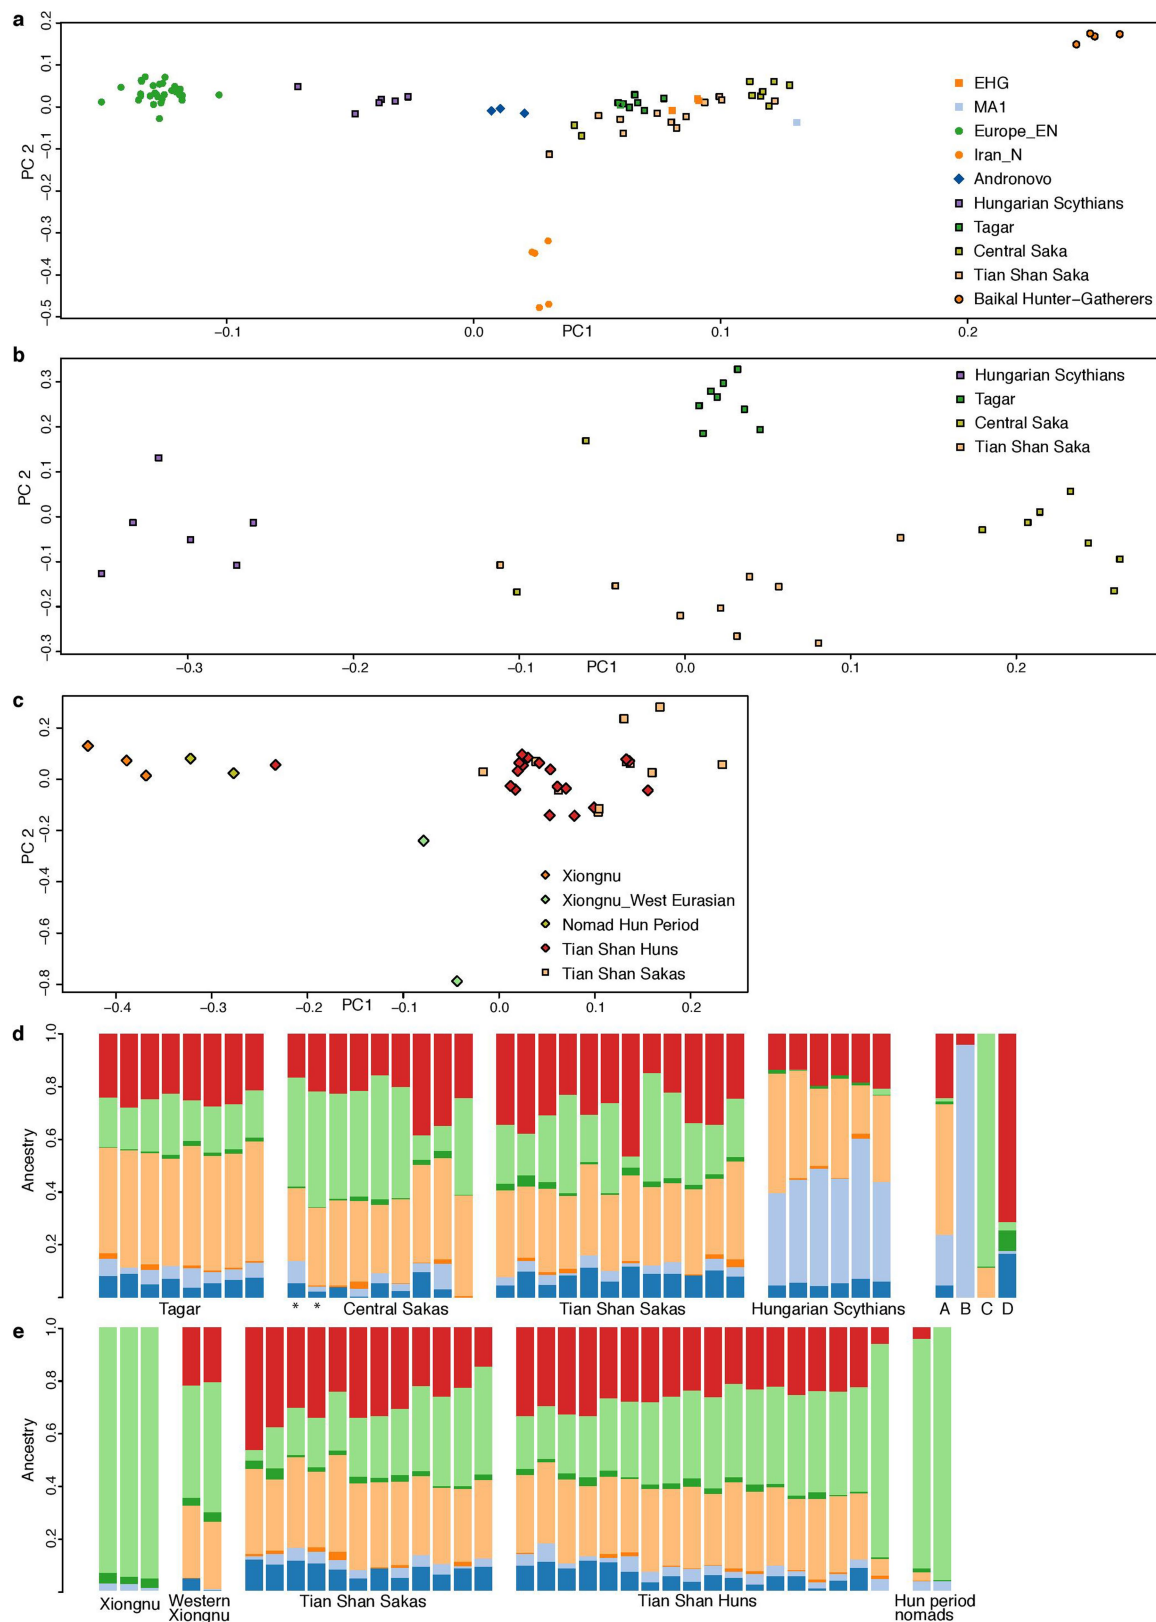 a
0.2
0.1
0.0
−0.1
−0.2
−0.3
−0.4
−0.5
PC 2
−0.1
0.0
0.1
0.2
PC1
EHG
MA1
Europe_EN
Iran_N
Andronovo
Hungarian Scythians
Tagar
Central Saka
Tian Shan Saka
Baikal Hunter−Gatherers
b
0.3
0.2
0.1
0.0
−0.1
−0.2
−0.3
PC 2
−0.3
−0.2
−0.1
0.0
0.1
0.2
PC1
Hungarian Scythians
Tagar
Central Saka
Tian Shan Saka
c
0.2
0.0
−0.2
−0.4
−0.6
−0.8
PC 2
−0.4
−0.3
−0.2
−0.1
0.0
0.1
0.2
PC1
Xiongnu
Xiongnu_West Eurasian
Nomad Hun Period
Tian Shan Huns
Tian Shan Sakas
d
1.0
0.8
0.6
0.4
0.2
Ancestry
Tagar
* * Central Sakas
Tian Shan Sakas
Hungarian Scythians
A B C D
e
1.0
0.8
0.6
0.4
0.2
Ancestry
Xiongnu
Western
Xiongnu
Tian Shan Sakas
Tian Shan Huns
Hun period
nomads